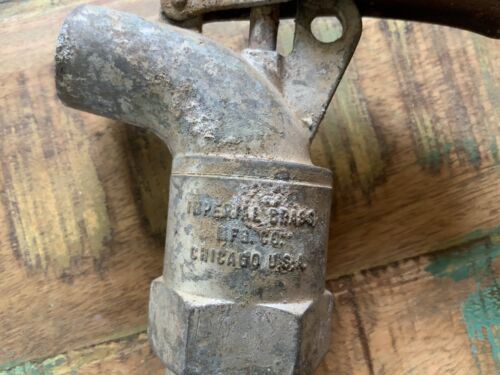 IMPERIAL BRASS
MFG. CO.
CHICAGO U.S.A.